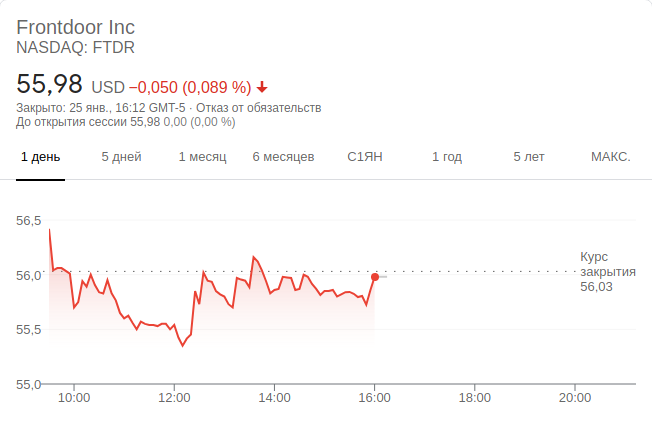 Frontdoor Inc
NASDAQ: FTDR
55,98 USD −0,050 (0,089 %)
Закрыто: 25 янв., 16:12 GMT-5 · Отказ от обязательств
До открытия сессии 55,98 0,00 (0,00 %)
1 день 5 дней 1 месяц 6 месяцев С1ЯН 1 год 5 лет МАКС.
56,5
56,0
55,5
55,0
Курс
закрытия
56,03
10:00 12:00 14:00 16:00 18:00 20:00